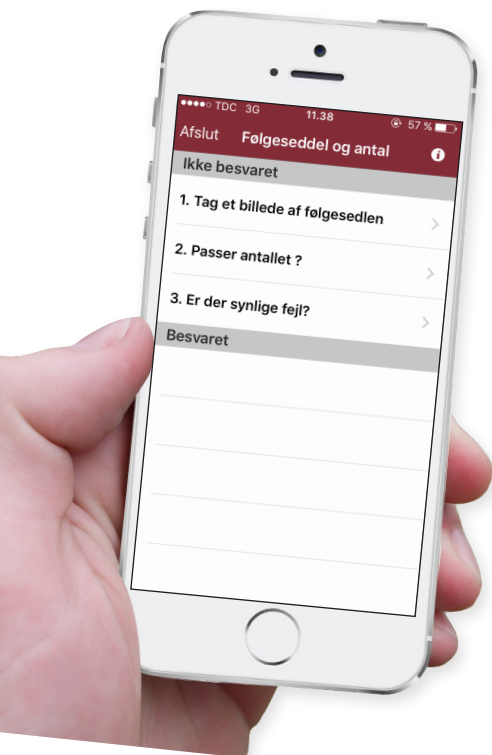 TDC 3G 11.38 57 %
Afslut Følgeseddel og antal
Ikke besvaret
1. Tag et billede af følgesedlen
2. Passer antallet ?
3. Er der synlige fejl?
Besvaret